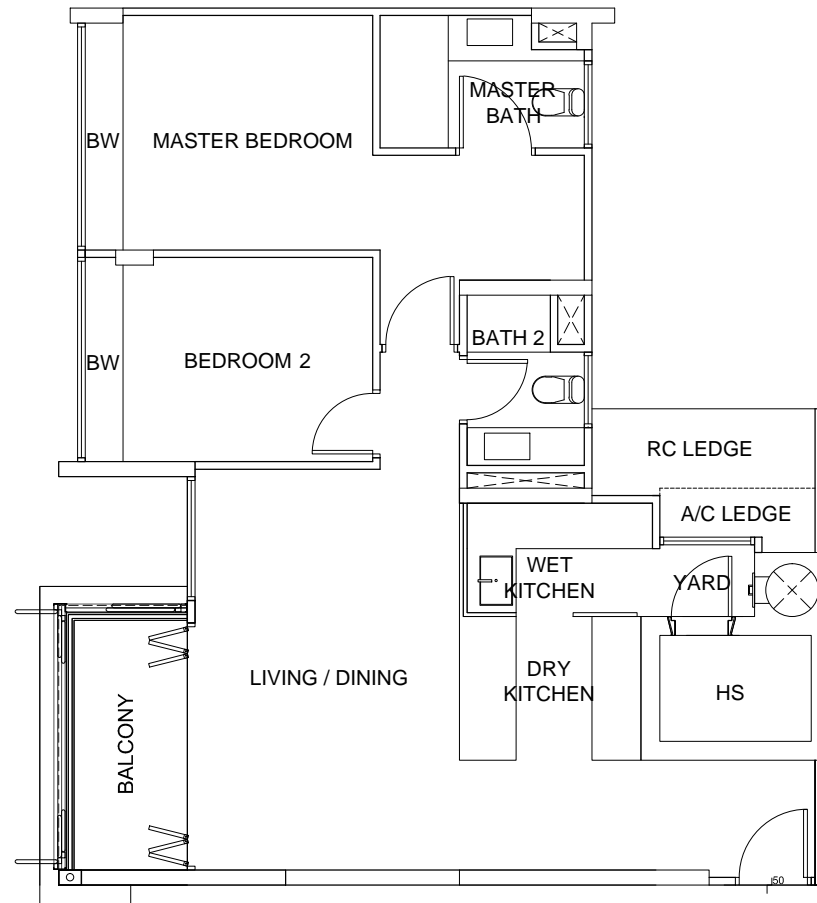 MASTER
BATH
BW
MASTER BEDROOM
BATH 2
BW
BEDROOM 2
RC LEDGE
A/C LEDGE
WET
KITCHEN
YARD
LIVING / DINING
DRY
KITCHEN
HS
BALCONY
50